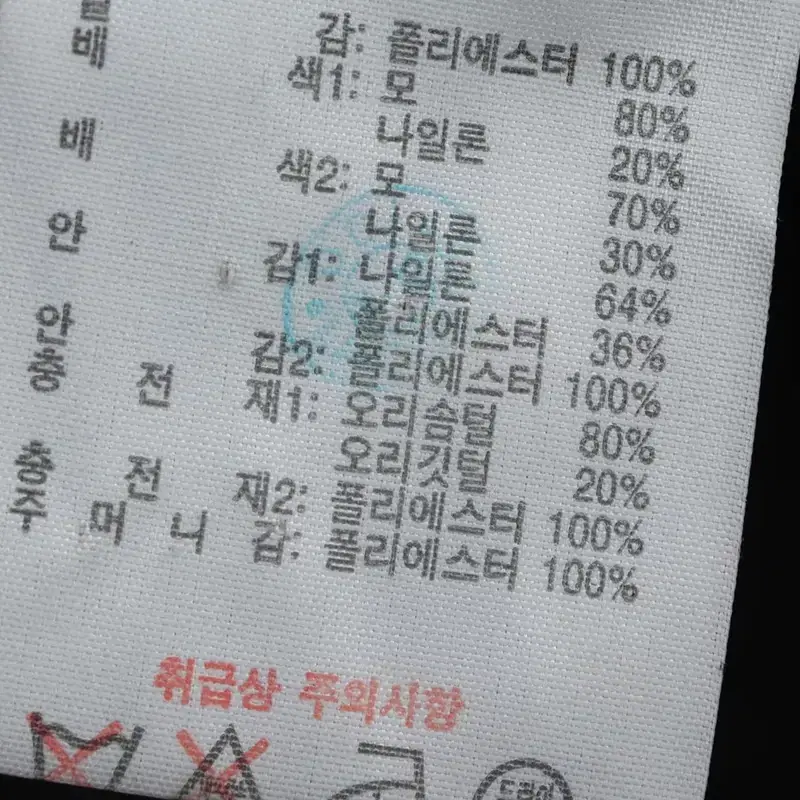 감: 폴리에스터 100%
배 색1: 모 80%
나일론 20%
배 색2: 모 70%
나일론 30%
안 감1: 나일론 64%
폴리에스터 36%
안 감2: 폴리에스터 100%
충 전 재1: 오리솜털 80%
오리깃털 20%
충 전 재2: 폴리에스터 100%
주 머 니 감: 폴리에스터 100%
취급상 주의사항
드라이